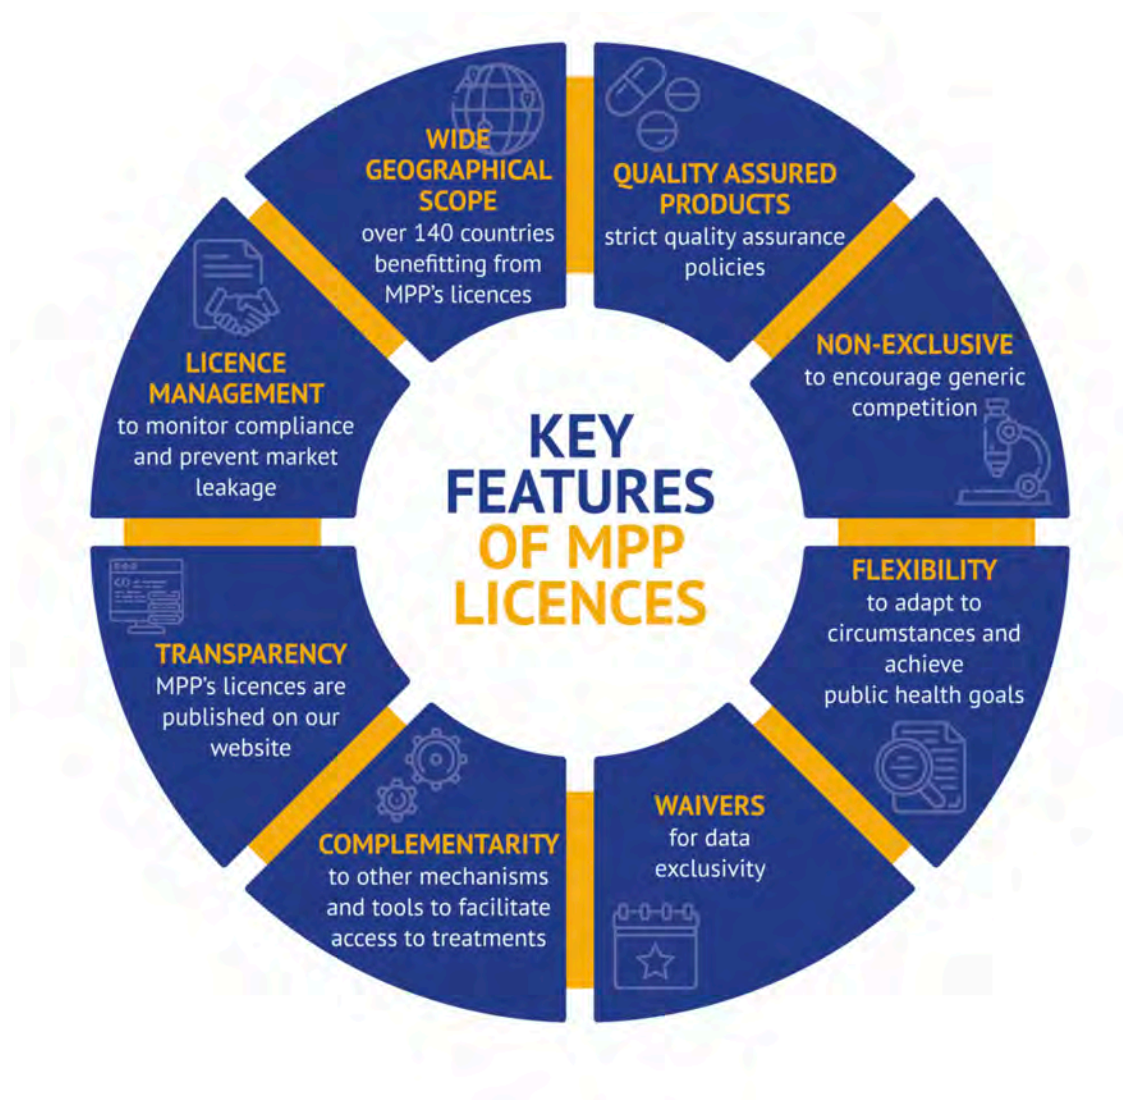 KEY
FEATURES
OF MPP
LICENCES
WIDE
GEOGRAPHICAL
SCOPE
over 140 countries
benefitting from
MPP's licences
QUALITY ASSURED
PRODUCTS
strict quality assurance
policies
NON-EXCLUSIVE
to encourage generic
competition
FLEXIBILITY
to adapt to
circumstances and
achieve
public health goals
WAIVERS
for data
exclusivity
COMPLEMENTARITY
to other mechanisms
and tools to facilitate
access to treatments
TRANSPARENCY
MPP's licences are
published on our
website
LICENCE
MANAGEMENT
to monitor compliance
and prevent market
leakage